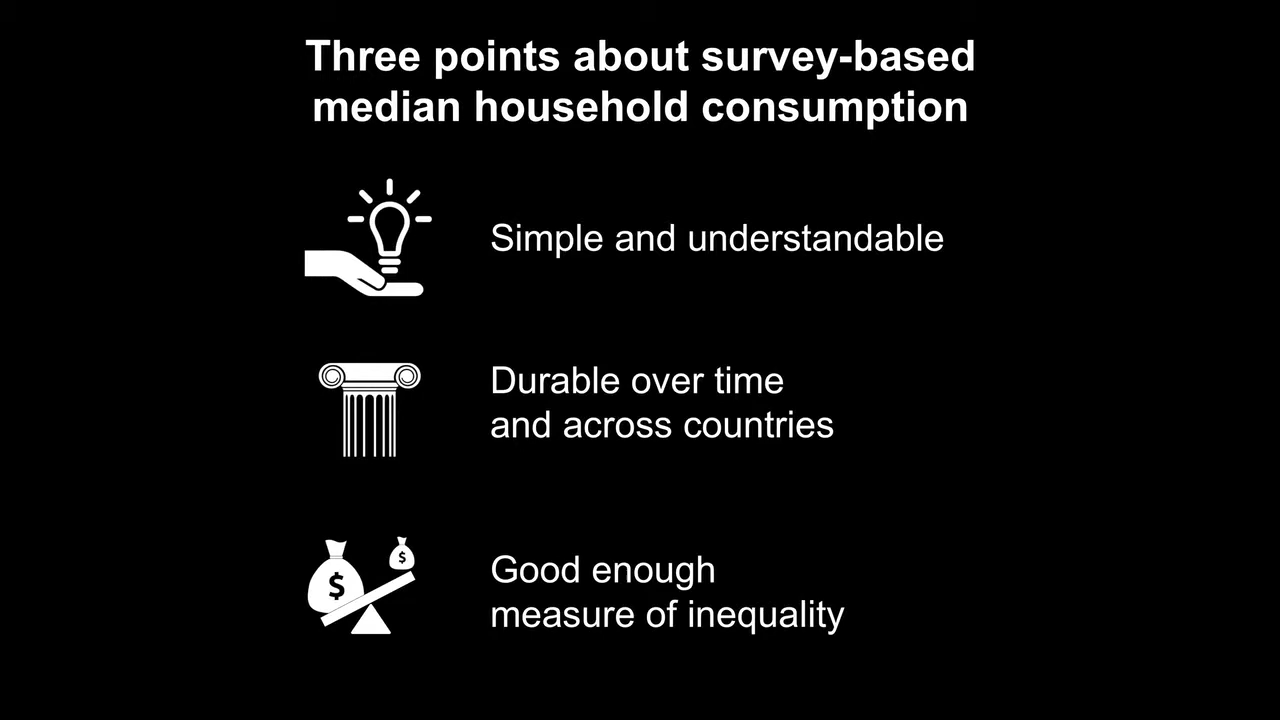 Three points about survey-based
median household consumption
Simple and understandable
Durable over time
and across countries
$
$
Good enough
measure of inequality